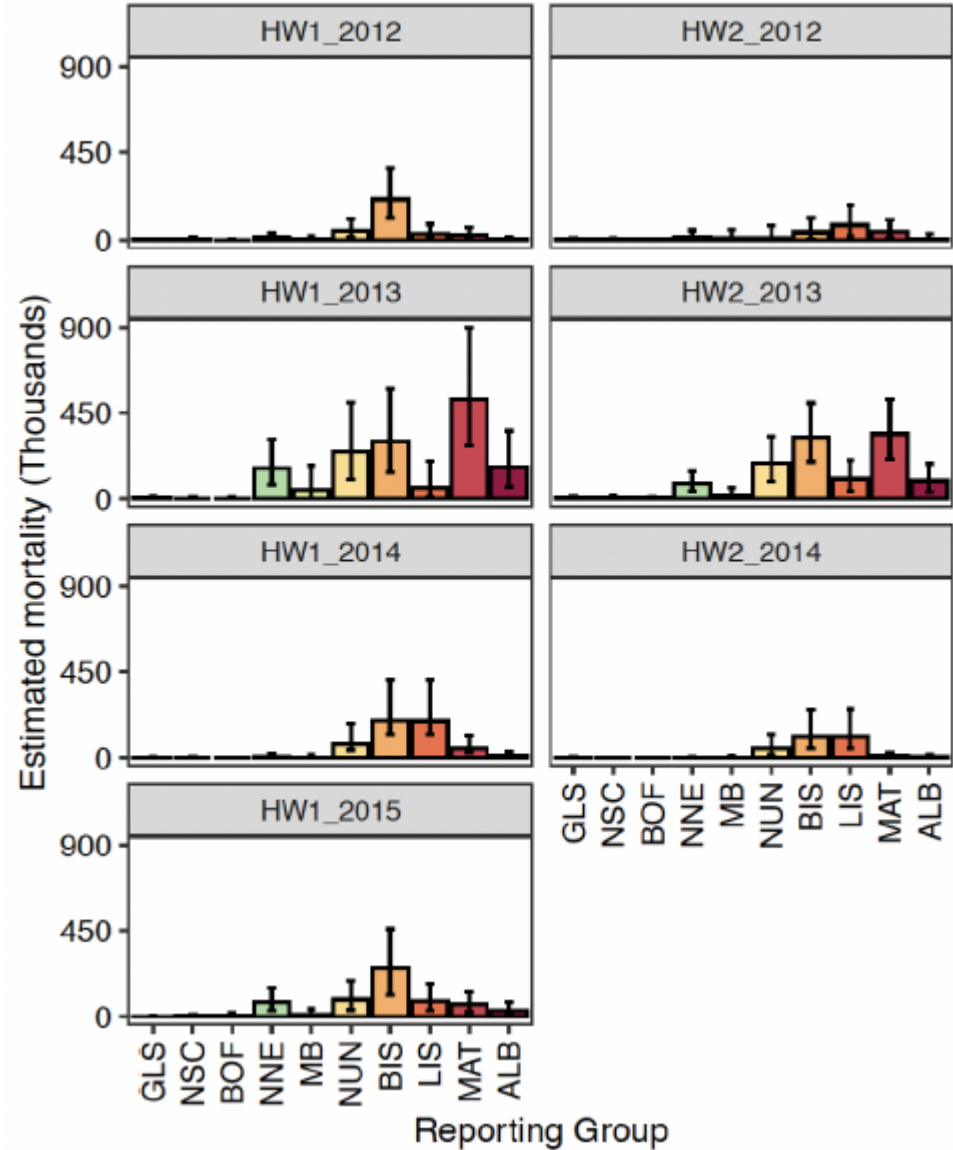 HW1_2012 HW2_2012
900
450
0
HW1_2013 HW2_2013
900
450
0
HW1_2014 HW2_2014
900
450
0
GLS NSC BOF NNE MB NUN BIS LIS MAT ALB
HW1_2015
900
450
0
GLS NSC BOF NNE MB NUN BIS LIS MAT ALB
Reporting Group
Estimated mortality (Thousands)